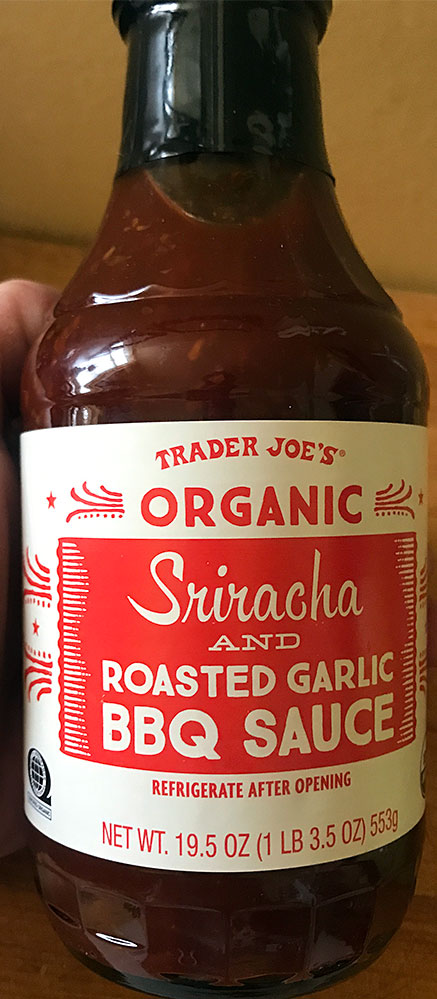 TRADER JOE'S®
ORGANIC
Sriracha
AND
ROASTED GARLIC
BBQ SAUCE
REFRIGERATE AFTER OPENING
NET WT. 19.5 OZ (1 LB 3.5 OZ) 553g